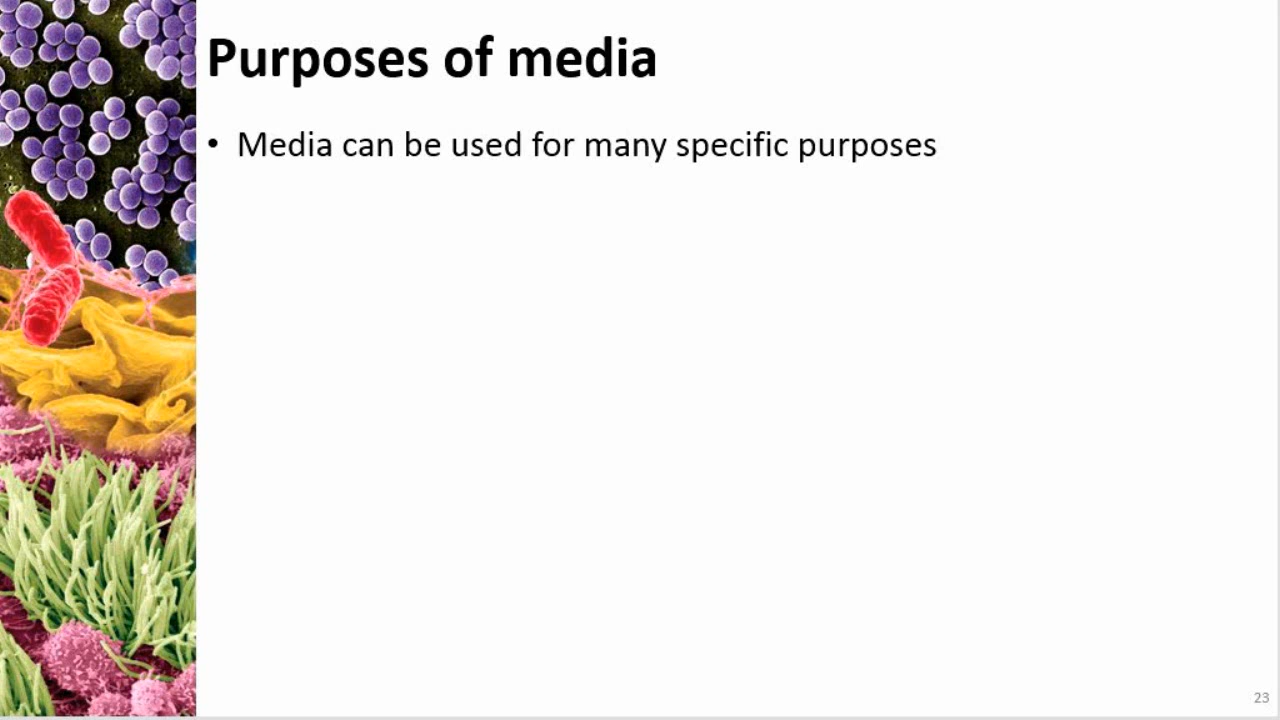 Purposes of media
• Media can be used for many specific purposes
23